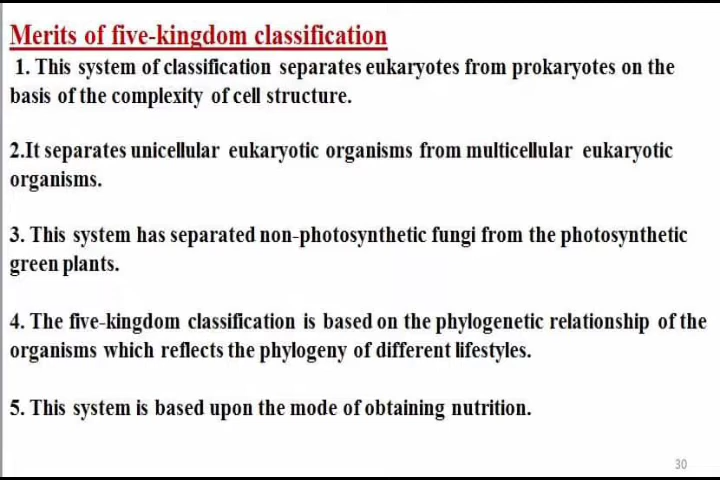 Merits of five-kingdom classification
1. This system of classification separates eukaryotes from prokaryotes on the
basis of the complexity of cell structure.
2.It separates unicellular eukaryotic organisms from multicellular eukaryotic
organisms.
3. This system has separated non-photosynthetic fungi from the photosynthetic
green plants.
4. The five-kingdom classification is based on the phylogenetic relationship of the
organisms which reflects the phylogeny of different lifestyles.
5. This system is based upon the mode of obtaining nutrition.
30